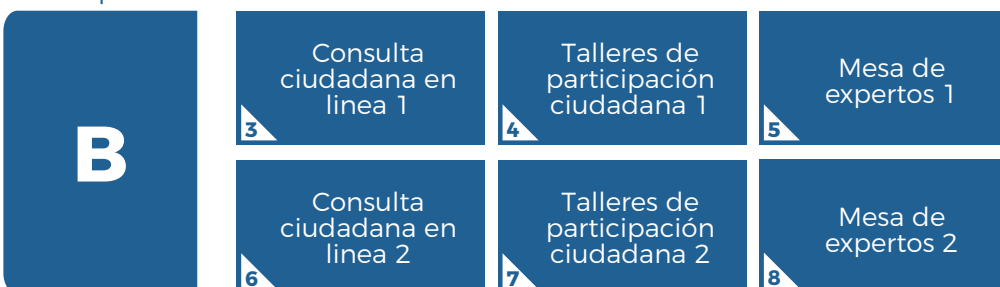 B
Consulta
ciudadana en
linea 1
3
Talleres de
participación
ciudadana 1
4
Mesa de
expertos 1
5
Consulta
ciudadana en
linea 2
6
Talleres de
participación
ciudadana 2
7
Mesa de
expertos 2
8